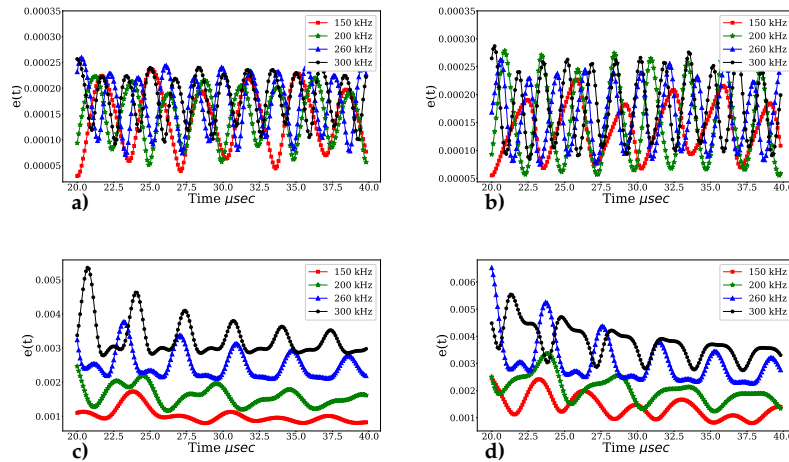 0.00035
0.00030
0.00025
0.00020
0.00015
0.00010
0.00005
e(t)
20.0 22.5 25.0 27.5 30.0 32.5 35.0 37.5 40.0
Time μsec
150 kHz
200 kHz
260 kHz
300 kHz
a)
0.00035
0.00030
0.00025
0.00020
0.00015
0.00010
0.00005
e(t)
20.0 22.5 25.0 27.5 30.0 32.5 35.0 37.5 40.0
Time μsec
150 kHz
200 kHz
260 kHz
300 kHz
b)
0.005
0.004
0.003
0.002
0.001
e(t)
20.0 22.5 25.0 27.5 30.0 32.5 35.0 37.5 40.0
Time μsec
150 kHz
200 kHz
260 kHz
300 kHz
c)
0.006
0.005
0.004
0.003
0.002
0.001
e(t)
20.0 22.5 25.0 27.5 30.0 32.5 35.0 37.5 40.0
Time μsec
150 kHz
200 kHz
260 kHz
300 kHz
d)